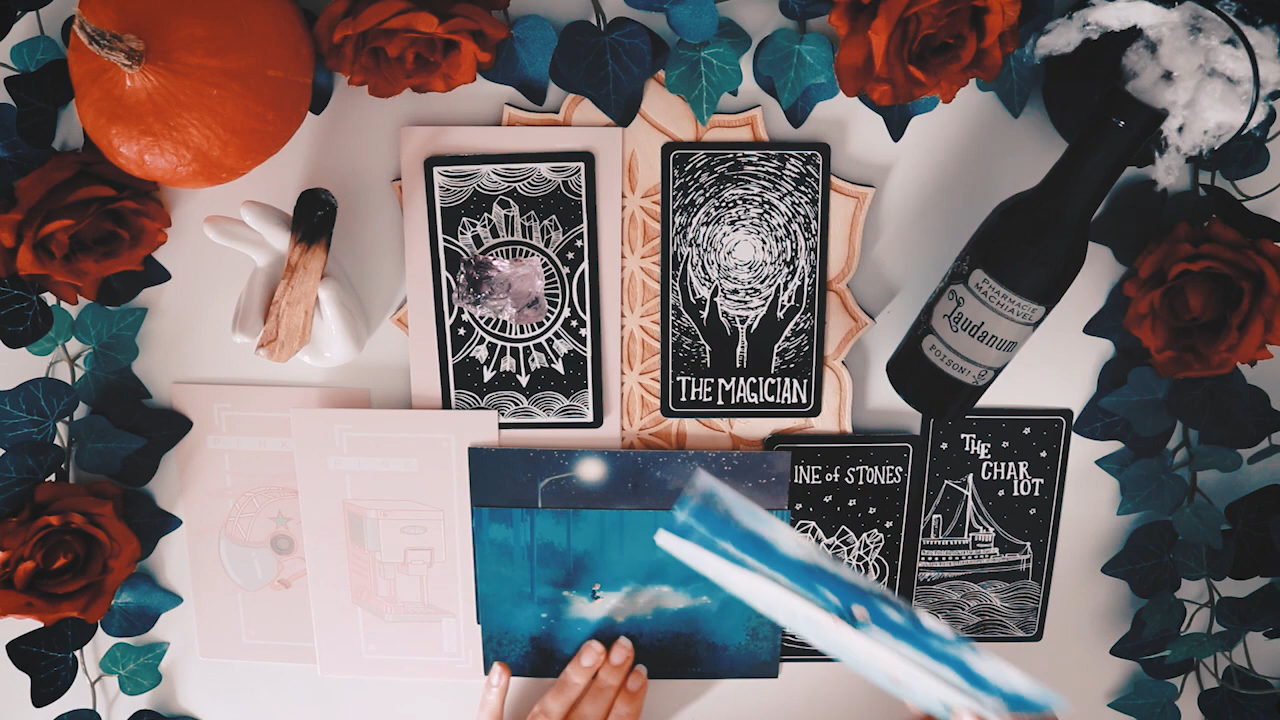 THE MAGICIAN
PHARMACIE
MACHIAVEL
Laudanum
POISON!
INE of STONES
THE
CHAR
IOT